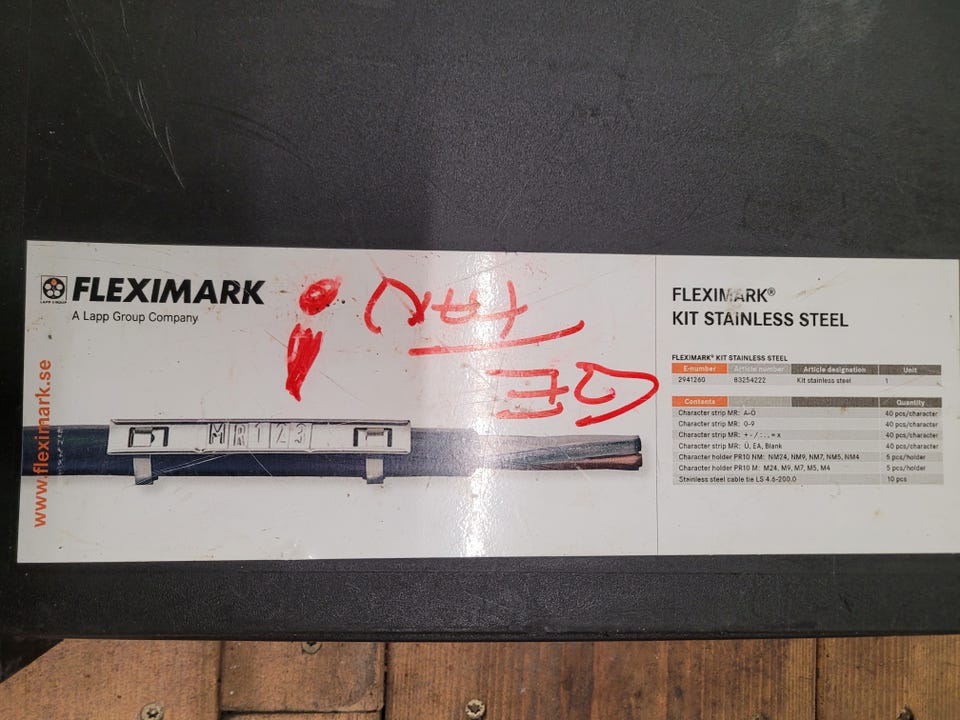 FLEXIMARK
LAPP GROUP
A Lapp Group Company
www.fleximark.se
MR123
FLEXIMARK®
KIT STAINLESS STEEL
FLEXIMARK® KIT STAINLESS STEEL
E-number Article number Article designation Unit
2941260 83254222 Kit stainless steel 1
Contents Quantity
Character strip MR: A-Ö 40 pcs/character
Character strip MR: 0-9 40 pcs/character
Character strip MR: + - / : . , = x 40 pcs/character
Character strip MR: Ü, EA, Blank 40 pcs/character
Character holder PR10 NM: NM24, NM9, NM7, NM5, NM4 5 pcs/holder
Character holder PR10 M: M24, M9, M7, M5, M4 5 pcs/holder
Stainless steel cable tie LS 4.6-200.0 10 pcs